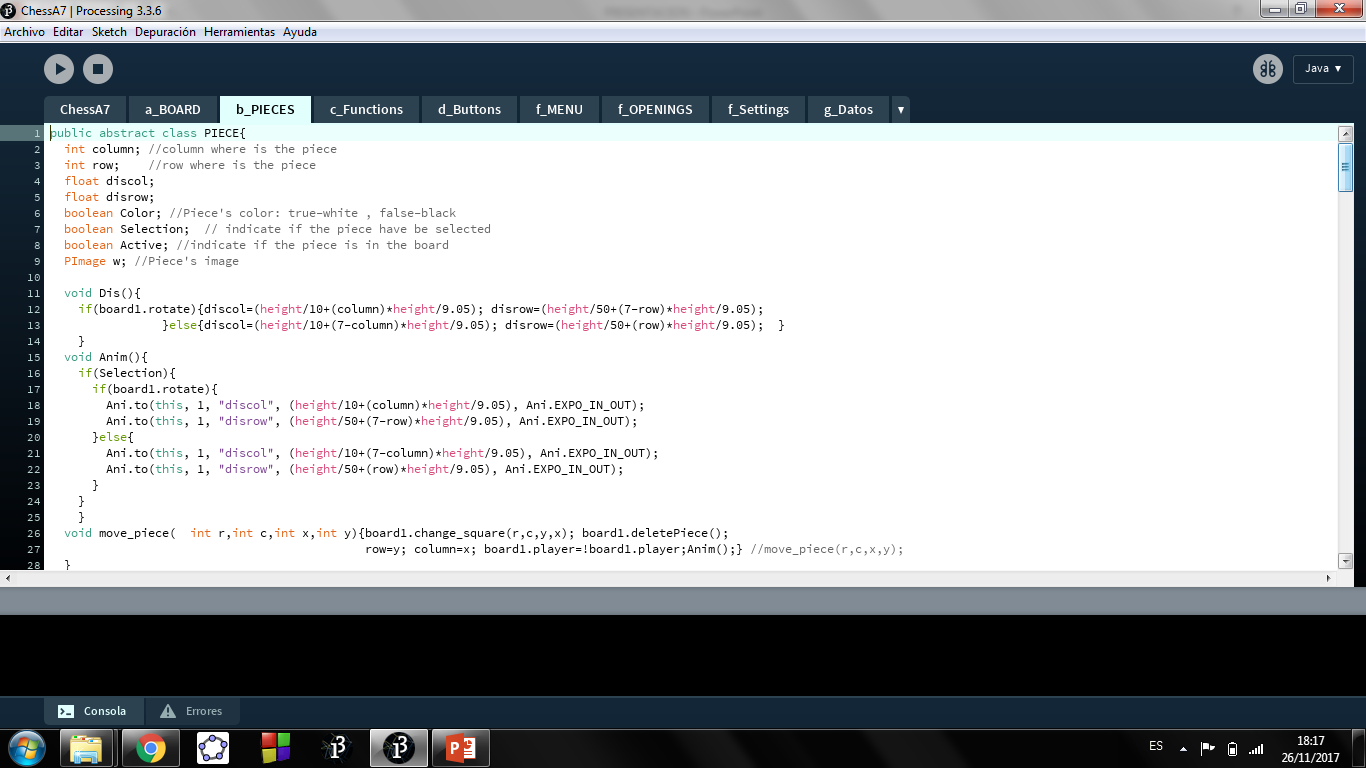 ChessA7 | Processing 3.3.6
Archivo Editar Sketch Depuración Herramientas Ayuda
Java ▼
ChessA7 a_BOARD b_PIECES c_Functions d_Buttons f_MENU f_OPENINGS f_Settings g_Datos ▼
1 public abstract class PIECE{
2   int column; //column where is the piece
3   int row;    //row where is the piece
4   float discol;
5   float disrow;
6   boolean Color; //Piece's color: true-white , false-black
7   boolean Selection;  // indicate if the piece have be selected
8   boolean Active; //indicate if the piece is in the board
9   PImage w; //Piece's image
10
11   void Dis(){
12     if(board1.rotate){discol=(height/10+(column)*height/9.05); disrow=(height/50+(7-row)*height/9.05);
13                 }else{discol=(height/10+(7-column)*height/9.05); disrow=(height/50+(row)*height/9.05);  }
14     }
15   void Anim(){
16     if(Selection){
17       if(board1.rotate){
18         Ani.to(this, 1, "discol", (height/10+(column)*height/9.05), Ani.EXPO_IN_OUT);
19         Ani.to(this, 1, "disrow", (height/50+(7-row)*height/9.05), Ani.EXPO_IN_OUT);
20       }else{
21         Ani.to(this, 1, "discol", (height/10+(7-column)*height/9.05), Ani.EXPO_IN_OUT);
22         Ani.to(this, 1, "disrow", (height/50+(row)*height/9.05), Ani.EXPO_IN_OUT);
23       }
24     }
25     }
26   void move_piece(  int r,int c,int x,int y){board1.change_square(r,c,y,x); board1.deletePiece();
27                                              row=y; column=x; board1.player=!board1.player;Anim();} //move_piece(r,c,x,y);
28   }
Consola Errores
ES
18:17
26/11/2017